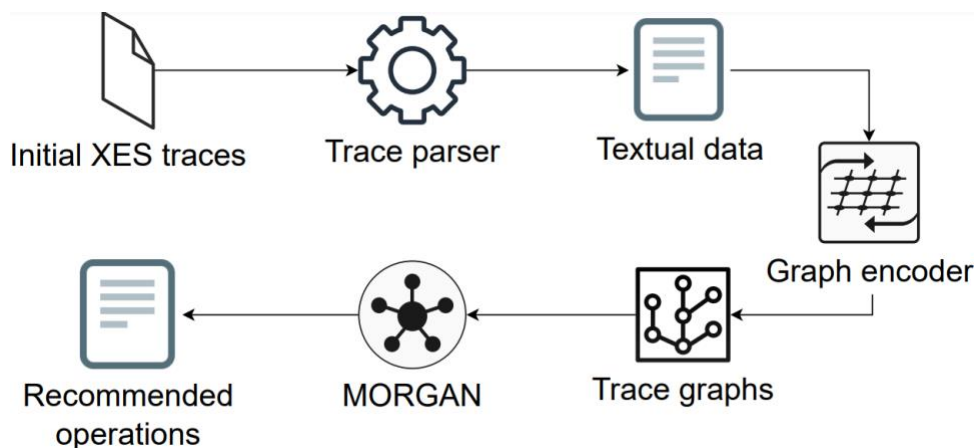 Initial XES traces
Trace parser
Textual data
Graph encoder
Trace graphs
MORGAN
Recommended
operations